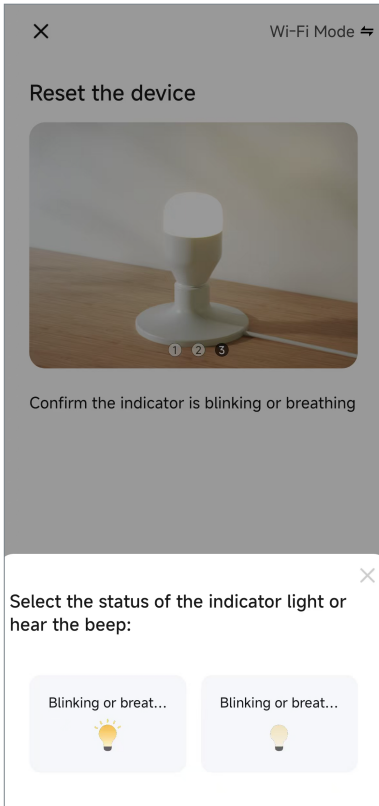 Wi-Fi Mode ⇋
Reset the device
1 2 3
Confirm the indicator is blinking or breathing
Select the status of the indicator light or
hear the beep:
Blinking or breat... Blinking or breat...